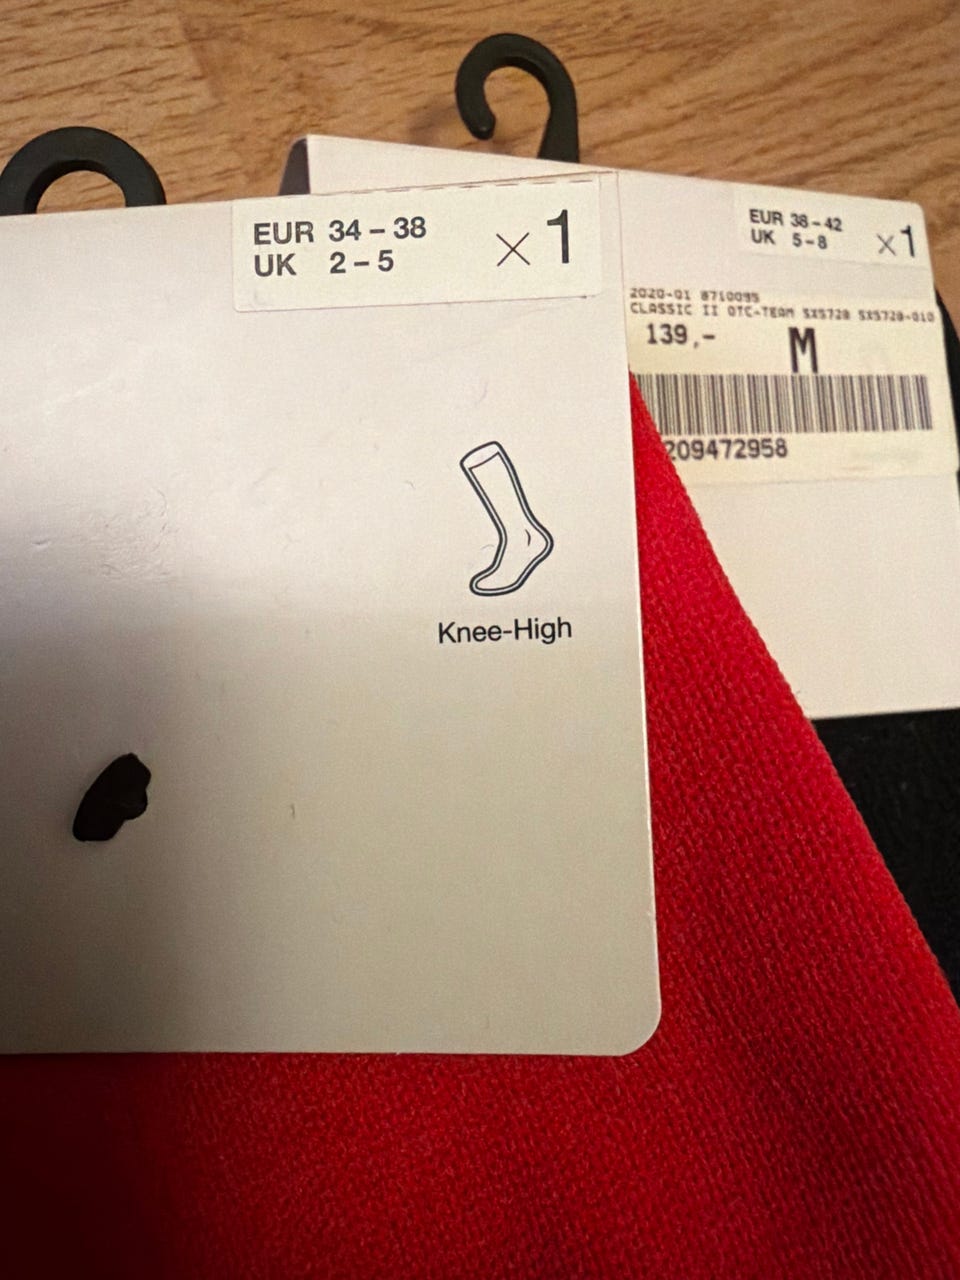 EUR 34 – 38
UK 2 – 5
×1
Knee-High
EUR 38 – 42
UK 5 – 8
×1
2020-01 8710095
CLASSIC II OTC-TEAM SX5728 SX5728-010
139,-
M
209472958